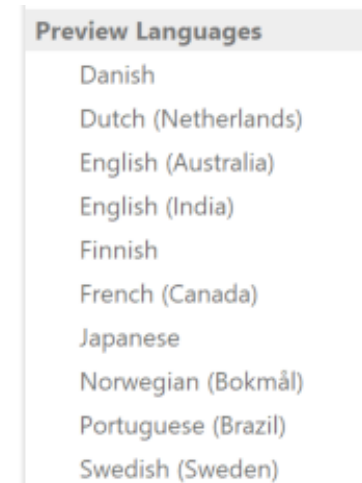 Preview Languages
Danish
Dutch (Netherlands)
English (Australia)
English (India)
Finnish
French (Canada)
Japanese
Norwegian (Bokmål)
Portuguese (Brazil)
Swedish (Sweden)